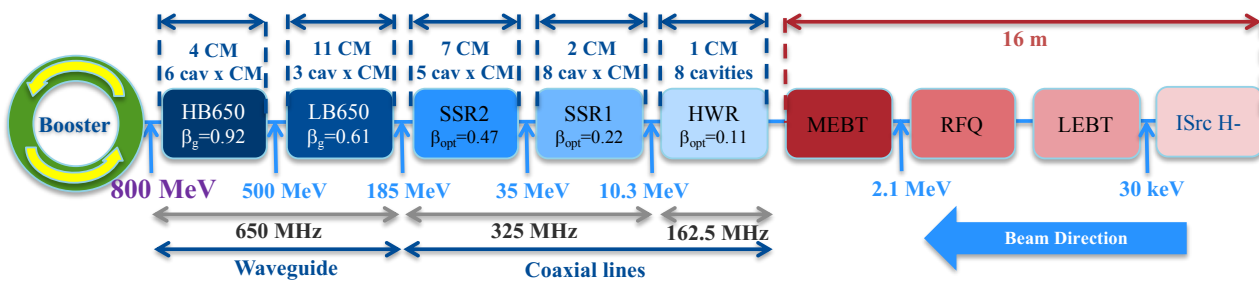 4 CM
6 cav x CM
11 CM
3 cav x CM
7 CM
5 cav x CM
2 CM
8 cav x CM
1 CM
8 cavities
16 m
Booster
HB650
βg=0.92
LB650
βg=0.61
SSR2
βopt=0.47
SSR1
βopt=0.22
HWR
βopt=0.11
MEBT
RFQ
LEBT
ISrc H-
800 MeV
500 MeV
185 MeV
35 MeV
10.3 MeV
2.1 MeV
30 keV
650 MHz
325 MHz
162.5 MHz
Beam Direction
Waveguide
Coaxial lines